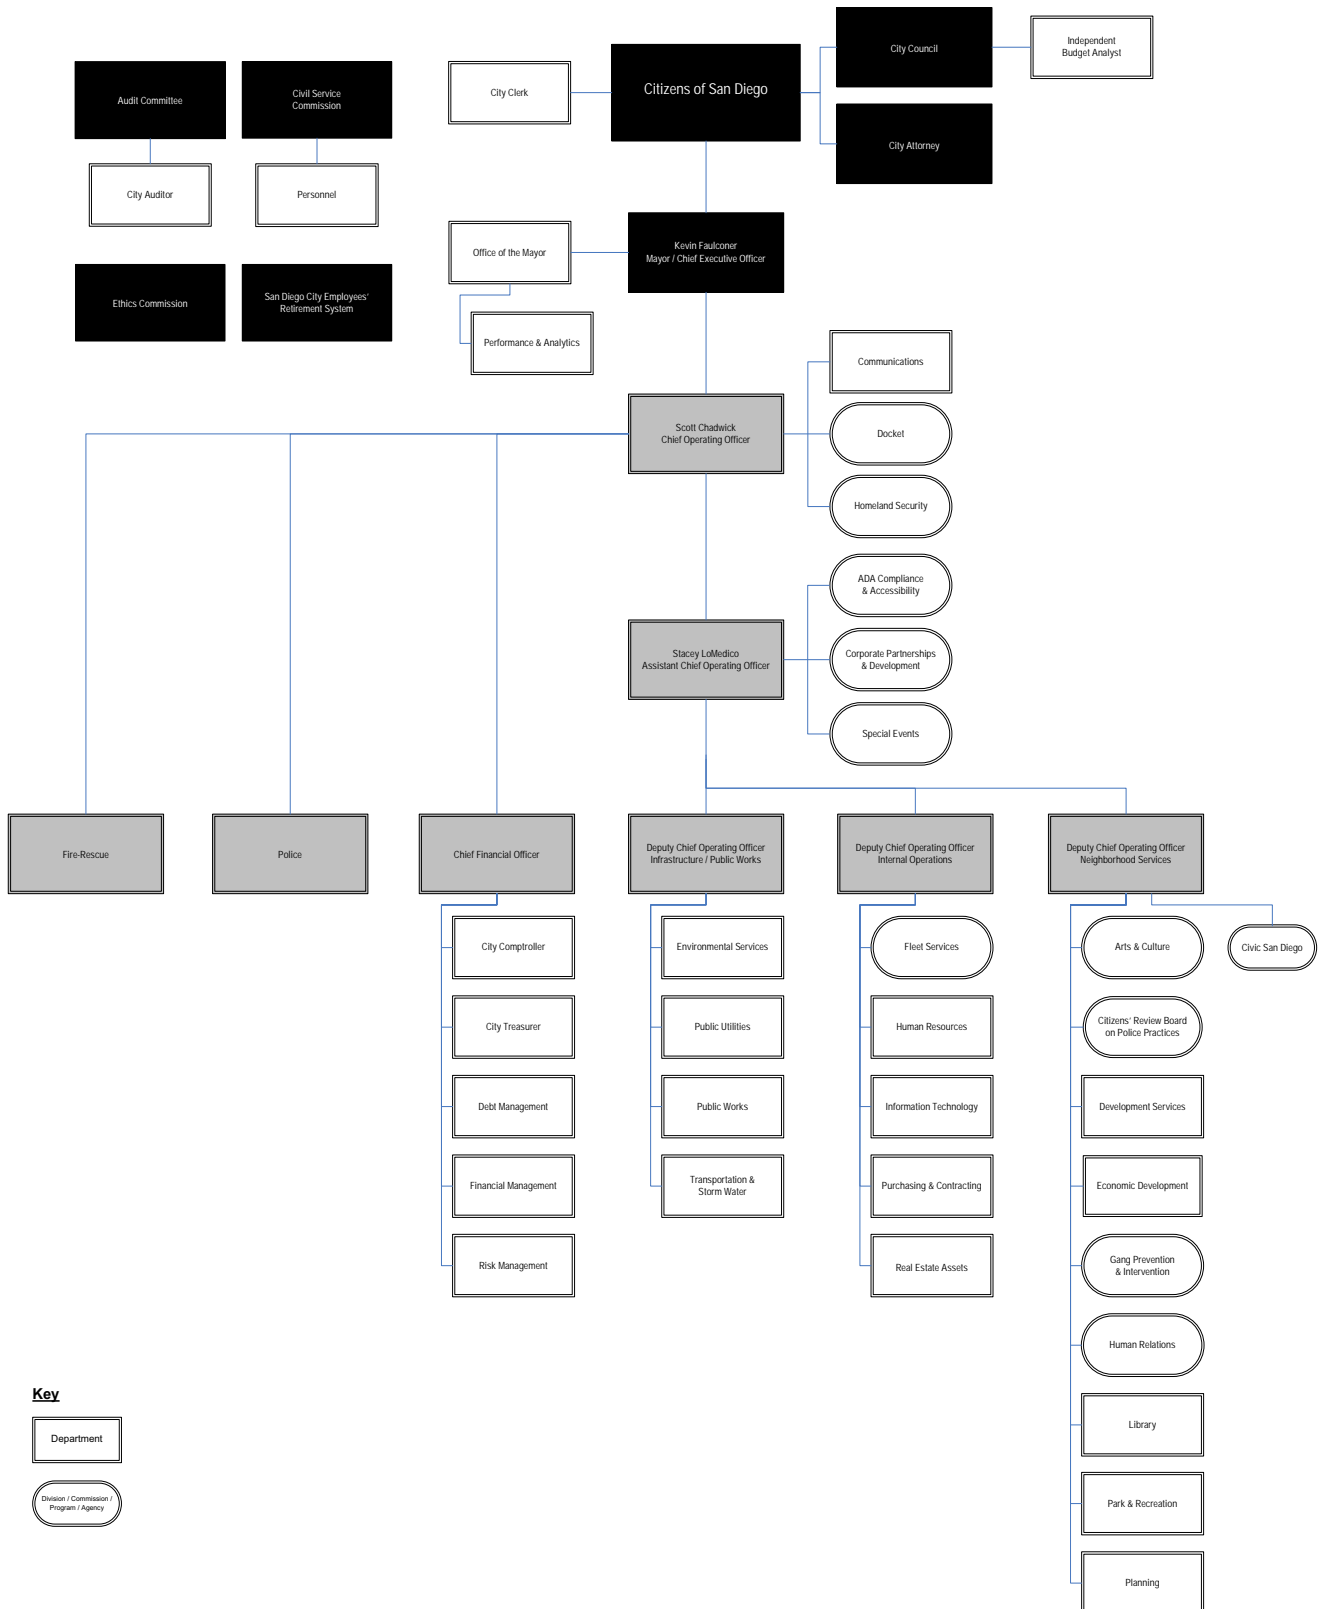 City Council
Independent
Budget Analyst
Citizens of San Diego
City Clerk
Audit Committee
Civil Service
Commission
City Attorney
City Auditor
Personnel
Kevin Faulconer
Mayor / Chief Executive Officer
Office of the Mayor
Ethics Commission
San Diego City Employees'
Retirement System
Performance & Analytics
Communications
Scott Chadwick
Chief Operating Officer
Docket
Homeland Security
ADA Compliance
& Accessibility
Stacey LoMedico
Assistant Chief Operating Officer
Corporate Partnerships
& Development
Special Events
Fire-Rescue
Police
Chief Financial Officer
Deputy Chief Operating Officer
Infrastructure / Public Works
Deputy Chief Operating Officer
Internal Operations
Deputy Chief Operating Officer
Neighborhood Services
City Comptroller
Environmental Services
Fleet Services
Arts & Culture
Civic San Diego
City Treasurer
Public Utilities
Human Resources
Citizens' Review Board
on Police Practices
Debt Management
Public Works
Information Technology
Development Services
Financial Management
Transportation &
Storm Water
Purchasing & Contracting
Economic Development
Risk Management
Real Estate Assets
Gang Prevention
& Intervention
Human Relations
Key
Department
Library
Division / Commission /
Program / Agency
Park & Recreation
Planning